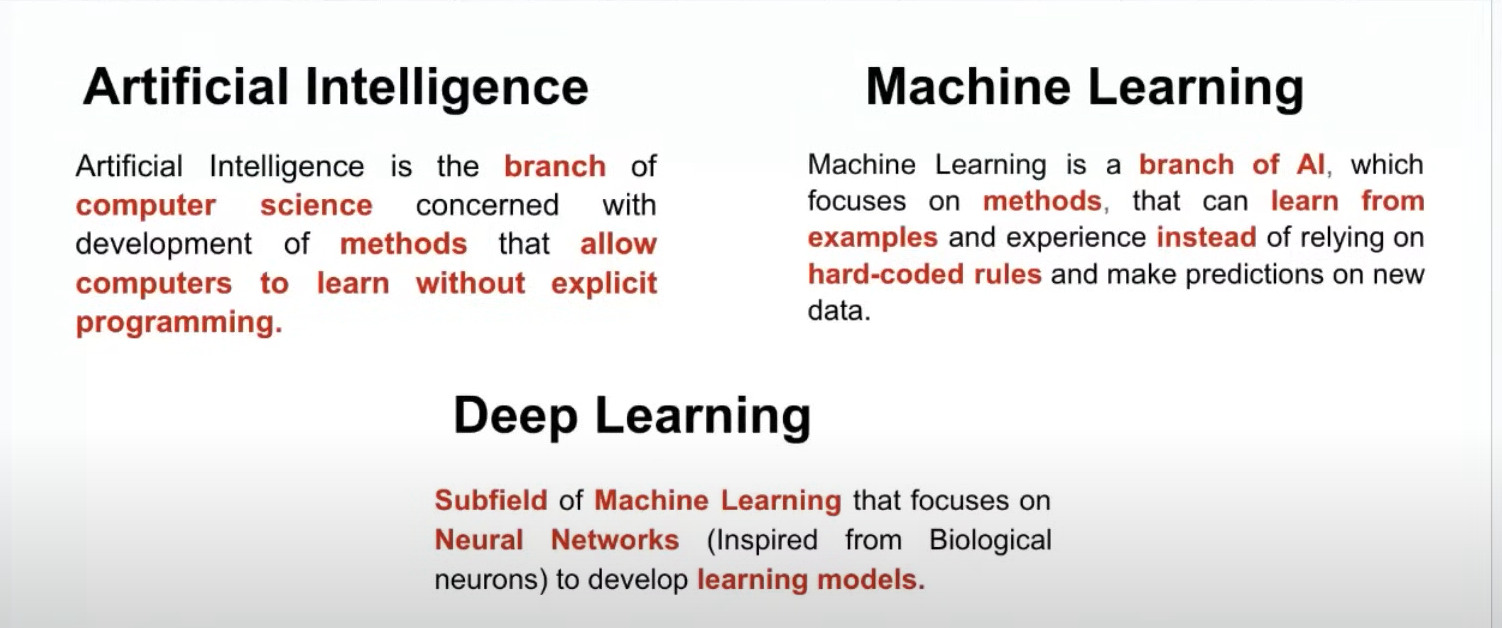 Artificial Intelligence
Artificial Intelligence is the branch of
computer science concerned with
development of methods that allow
computers to learn without explicit
programming.
Machine Learning
Machine Learning is a branch of AI, which
focuses on methods, that can learn from
examples and experience instead of relying on
hard-coded rules and make predictions on new
data.
Deep Learning
Subfield of Machine Learning that focuses on
Neural Networks (Inspired from Biological
neurons) to develop learning models.